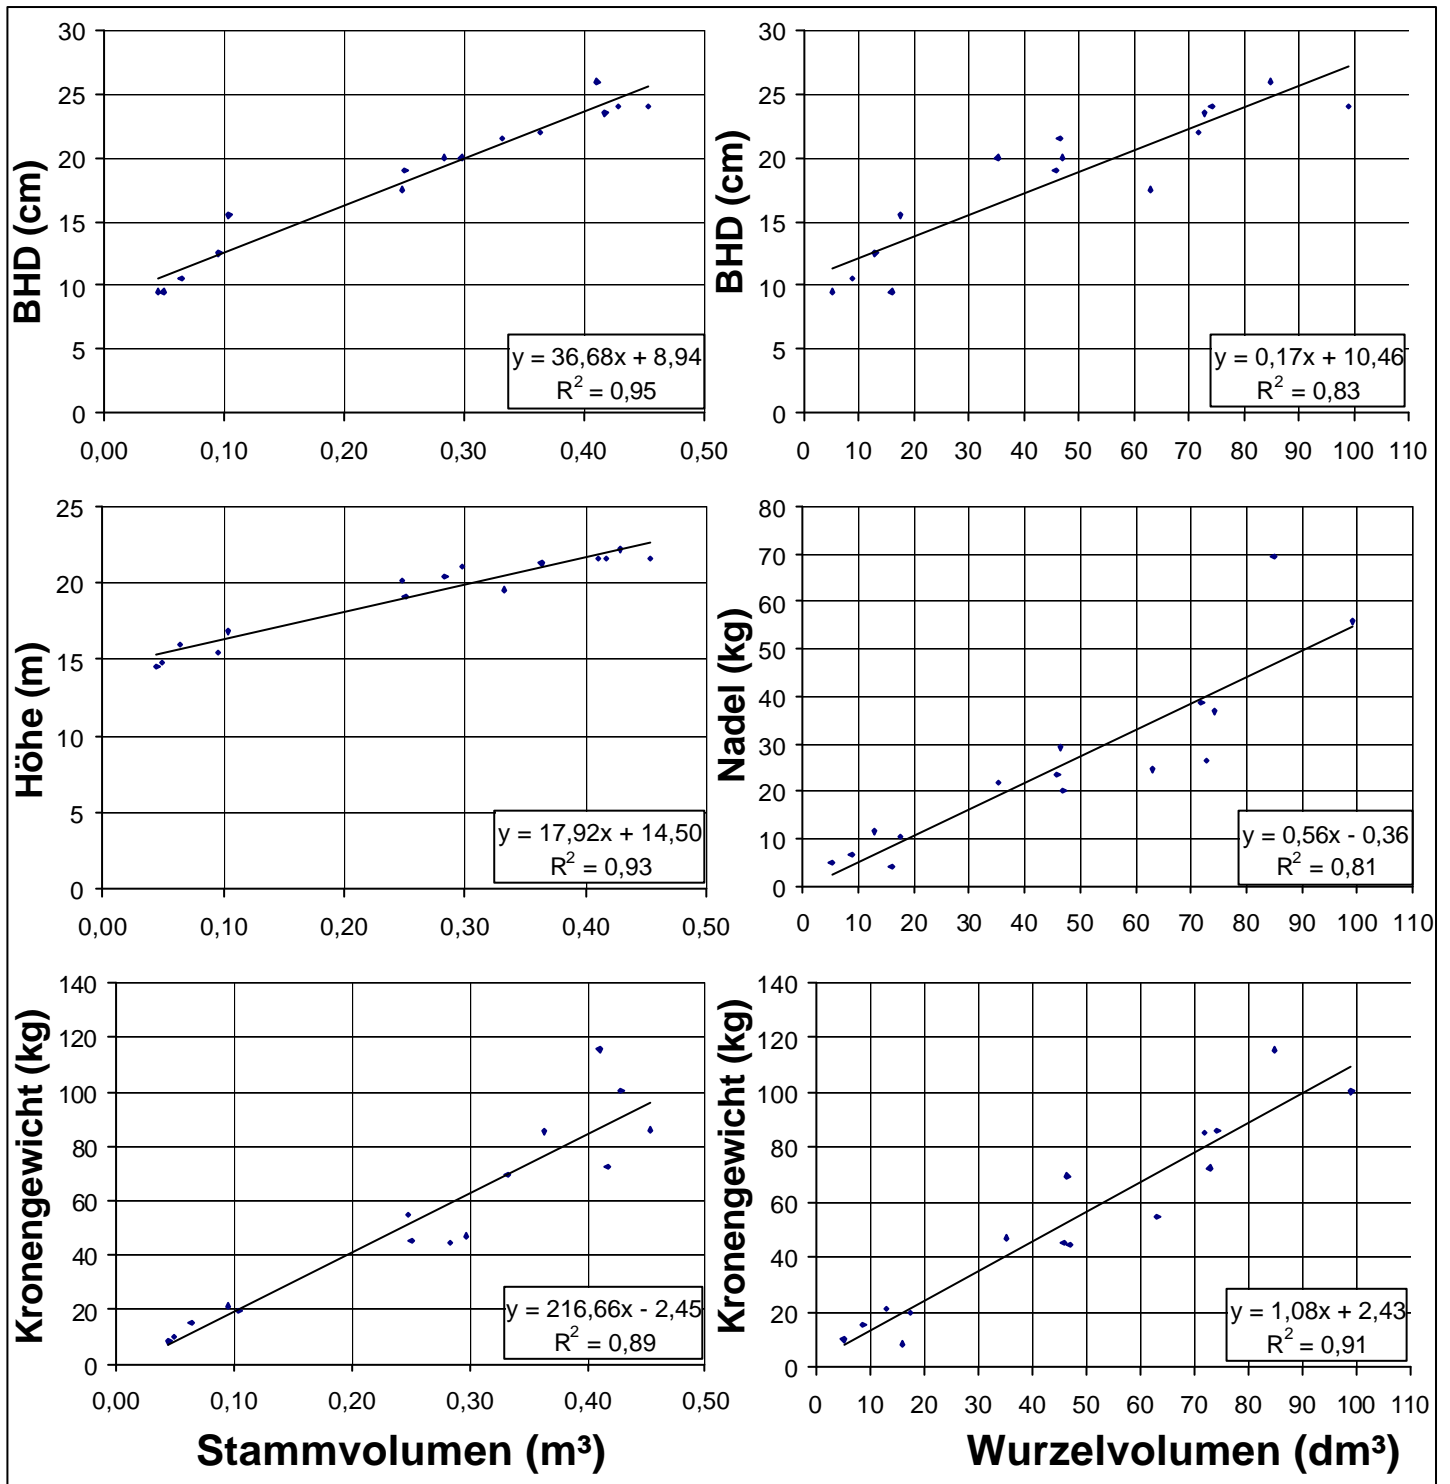 30
25
20
15
10
5
0
BHD (cm)
y = 36,68x + 8,94
R² = 0,95
0,00 0,10 0,20 0,30 0,40 0,50
30
25
20
15
10
5
0
BHD (cm)
y = 0,17x + 10,46
R² = 0,83
0 10 20 30 40 50 60 70 80 90 100 110
25
20
15
10
5
0
Höhe (m)
y = 17,92x + 14,50
R² = 0,93
0,00 0,10 0,20 0,30 0,40 0,50
80
70
60
50
40
30
20
10
0
Nadel (kg)
y = 0,56x - 0,36
R² = 0,81
0 10 20 30 40 50 60 70 80 90 100 110
140
120
100
80
60
40
20
0
Kronengewicht (kg)
y = 216,66x - 2,45
R² = 0,89
0,00 0,10 0,20 0,30 0,40 0,50
Stammvolumen (m³)
140
120
100
80
60
40
20
0
Kronengewicht (kg)
y = 1,08x + 2,43
R² = 0,91
0 10 20 30 40 50 60 70 80 90 100 110
Wurzelvolumen (dm³)